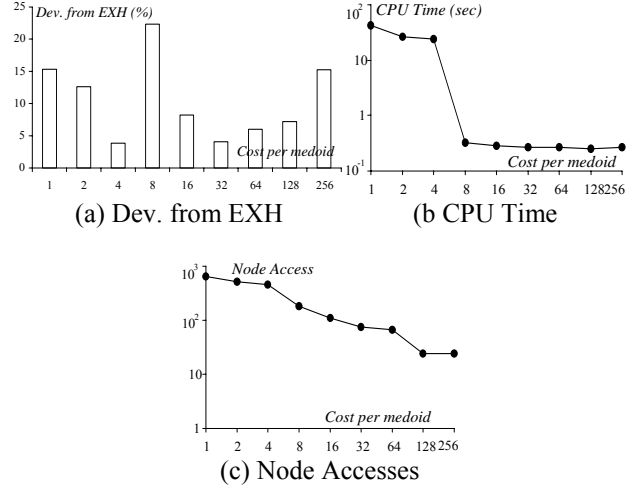 Dev. from EXH (%)
25
20
15
10
5
0
Cost per medoid
1 2 4 8 16 32 64 128 256
(a) Dev. from EXH
CPU Time (sec)
10^2
1
10^-1
Cost per medoid
1 2 4 8 16 32 64 128 256
(b) CPU Time
Node Access
10^3
10^2
10
1
Cost per medoid
1 2 4 8 16 32 64 128 256
(c) Node Accesses